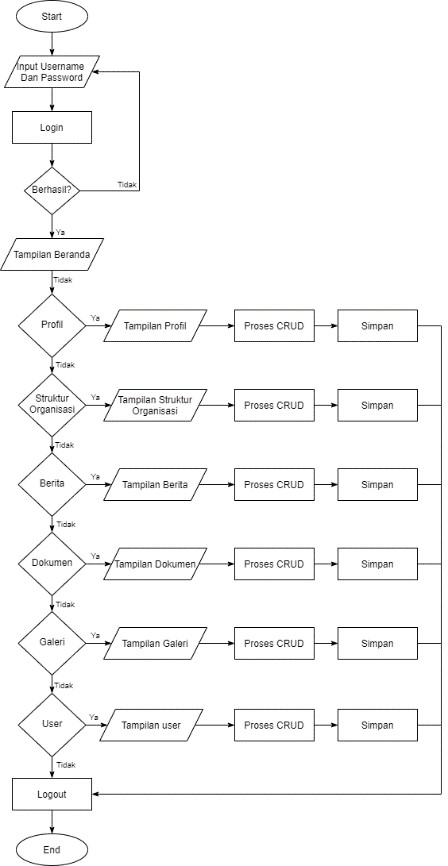 Start
Input Username
Dan Password
Login
Berhasil?
Tidak
Ya
Tampilan Beranda
Tidak
Profil
Ya
Tampilan Profil
Proses CRUD
Simpan
Tidak
Struktur
Organisasi
Ya
Tampilan Struktur
Organisasi
Proses CRUD
Simpan
Tidak
Berita
Ya
Tampilan Berita
Proses CRUD
Simpan
Tidak
Dokumen
Ya
Tampilan Dokumen
Proses CRUD
Simpan
Tidak
Galeri
Ya
Tampilan Galeri
Proses CRUD
Simpan
Tidak
User
Ya
Tampilan user
Proses CRUD
Simpan
Tidak
Logout
End